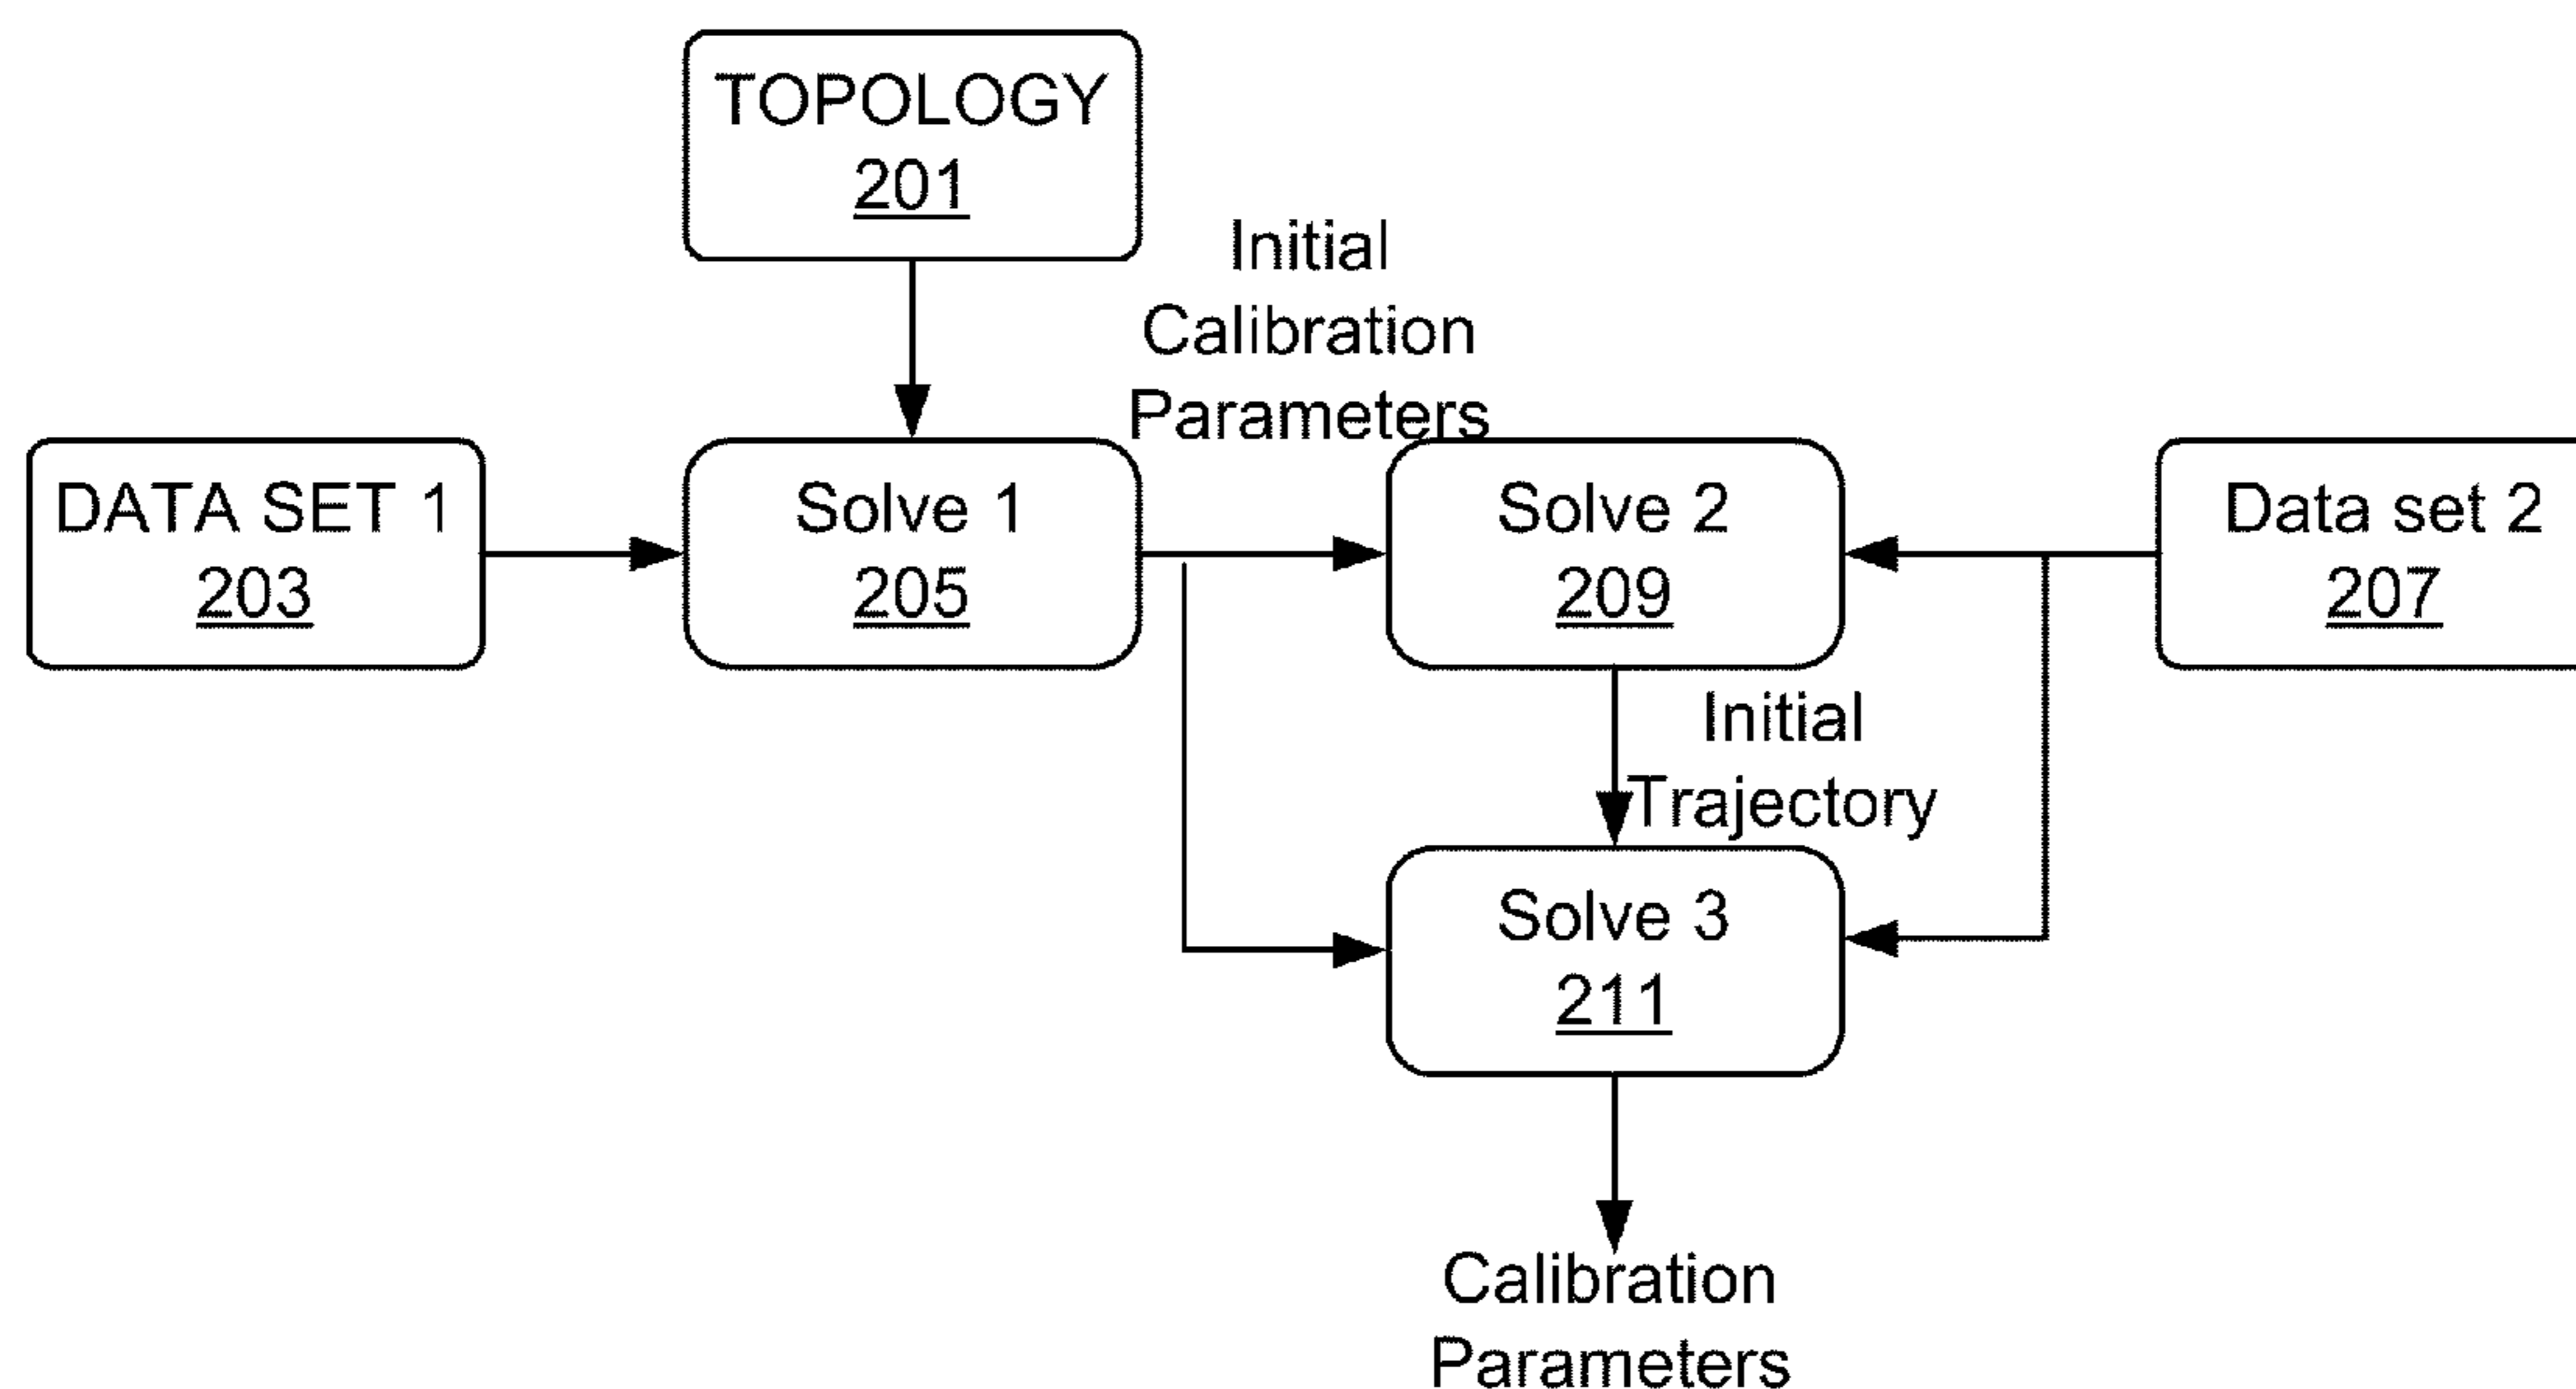 TOPOLOGY
201
Initial
Calibration
Parameters
DATA SET 1
203
Solve 1
205
Solve 2
209
Data set 2
207
Initial
Trajectory
Solve 3
211
Calibration
Parameters